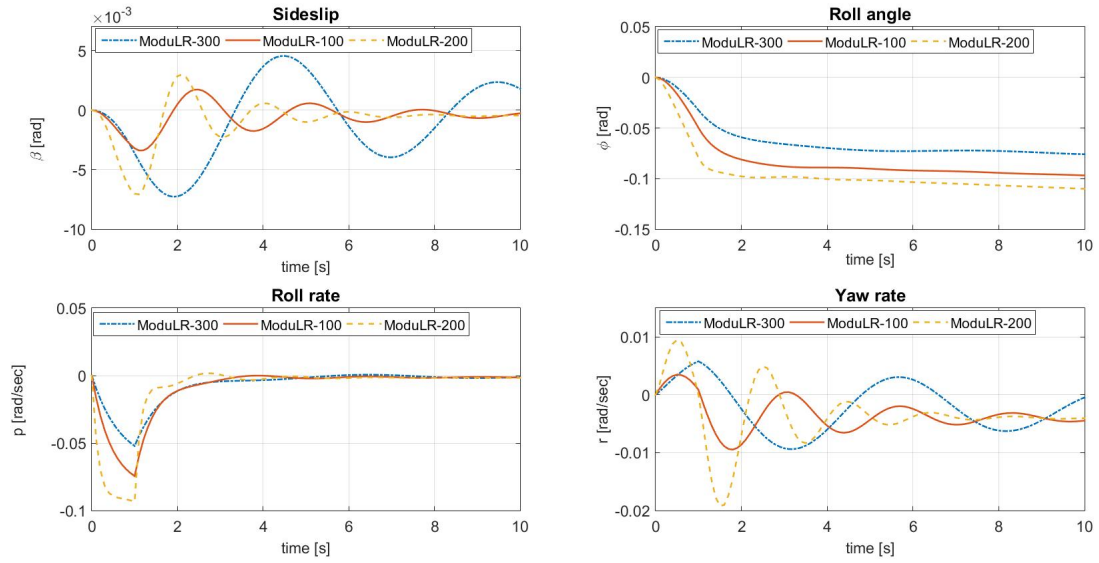 Sideslip
×10⁻³
ModuLR-300 ModuLR-100 ModuLR-200
5
0
-5
-10
β [rad]
0 2 4 6 8 10
time [s]
Roll angle
ModuLR-300 ModuLR-100 ModuLR-200
0.05
0
-0.05
-0.1
-0.15
ϕ [rad]
0 2 4 6 8 10
time [s]
Roll rate
ModuLR-300 ModuLR-100 ModuLR-200
0.05
0
-0.05
-0.1
p [rad/sec]
0 2 4 6 8 10
time [s]
Yaw rate
ModuLR-300 ModuLR-100 ModuLR-200
0.01
0
-0.01
-0.02
r [rad/sec]
0 2 4 6 8 10
time [s]